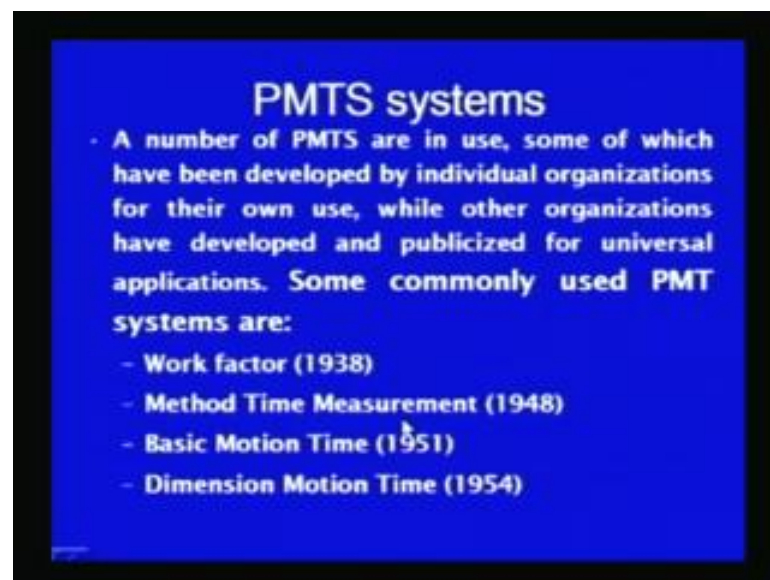 PMTS systems
- A number of PMTS are in use, some of which
have been developed by individual organizations
for their own use, while other organizations
have developed and publicized for universal
applications. Some commonly used PMT
systems are:
– Work factor (1938)
– Method Time Measurement (1948)
– Basic Motion Time (1951)
– Dimension Motion Time (1954)